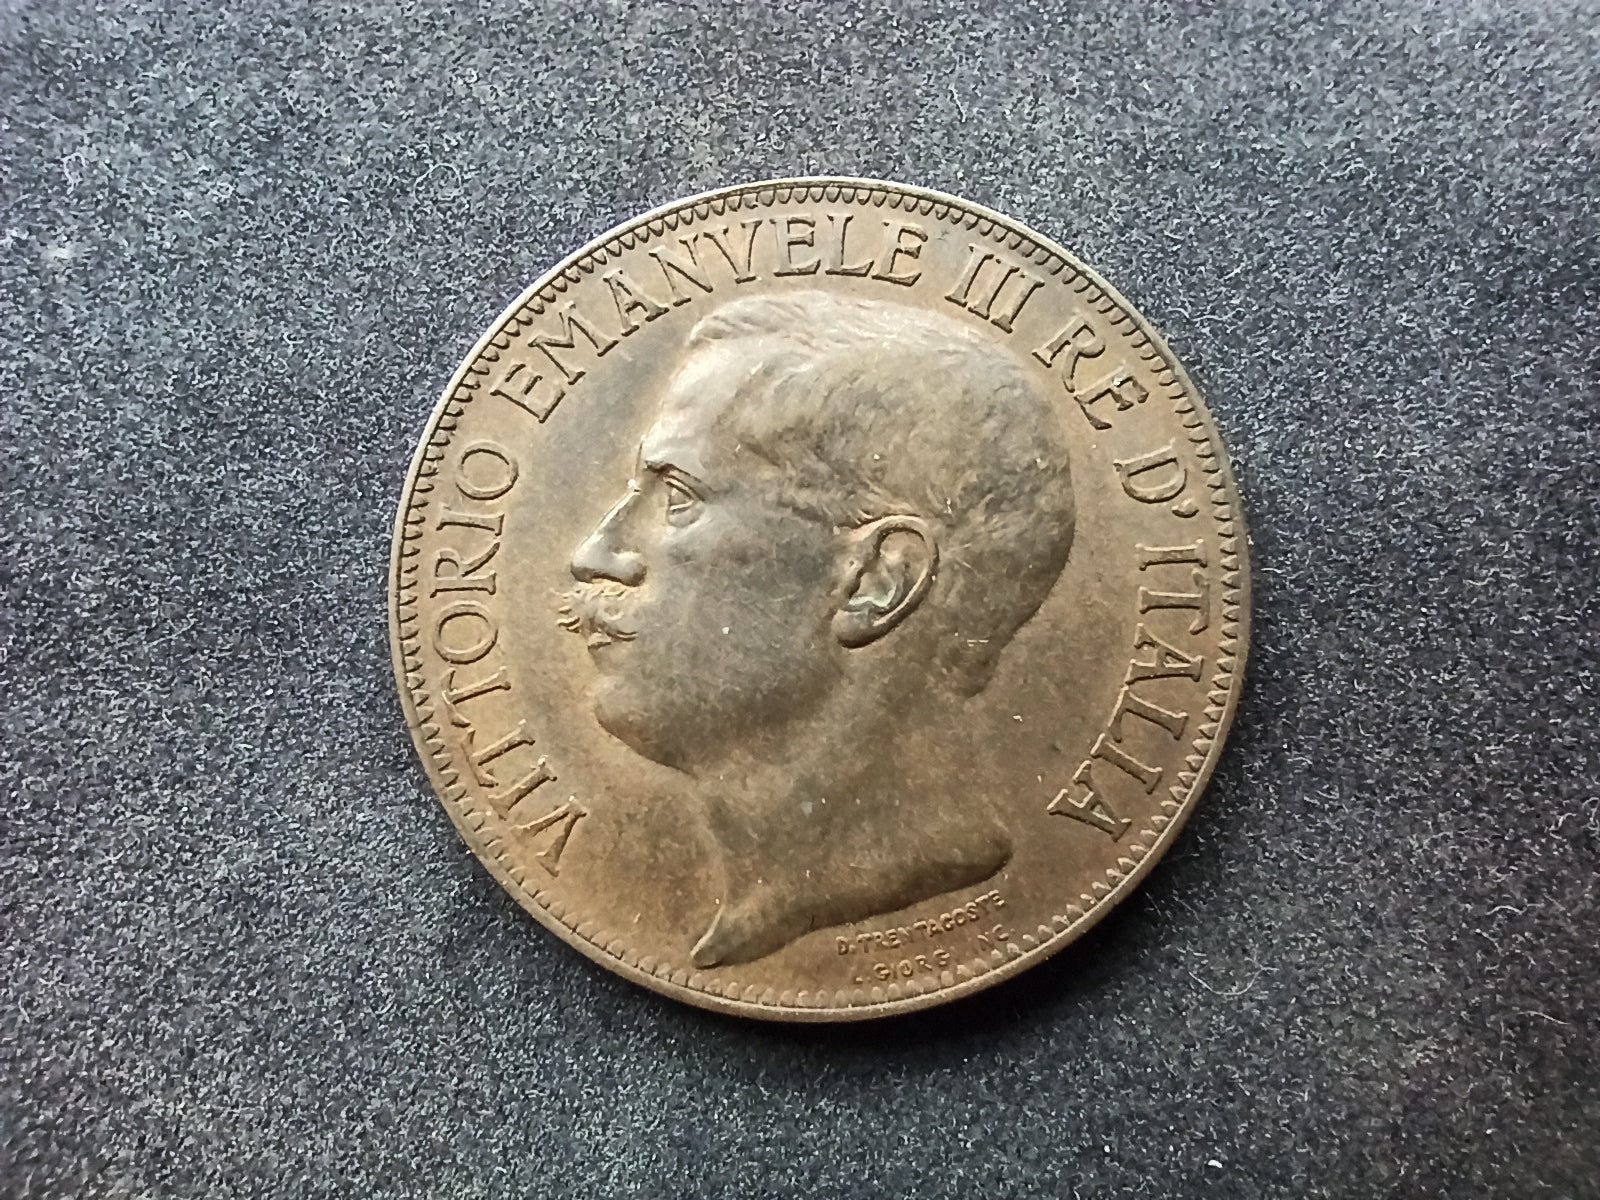 VITTORIO EMANVELE III RE D'ITALIA
D. TRENTACOSTE
L. GIORGI INC.